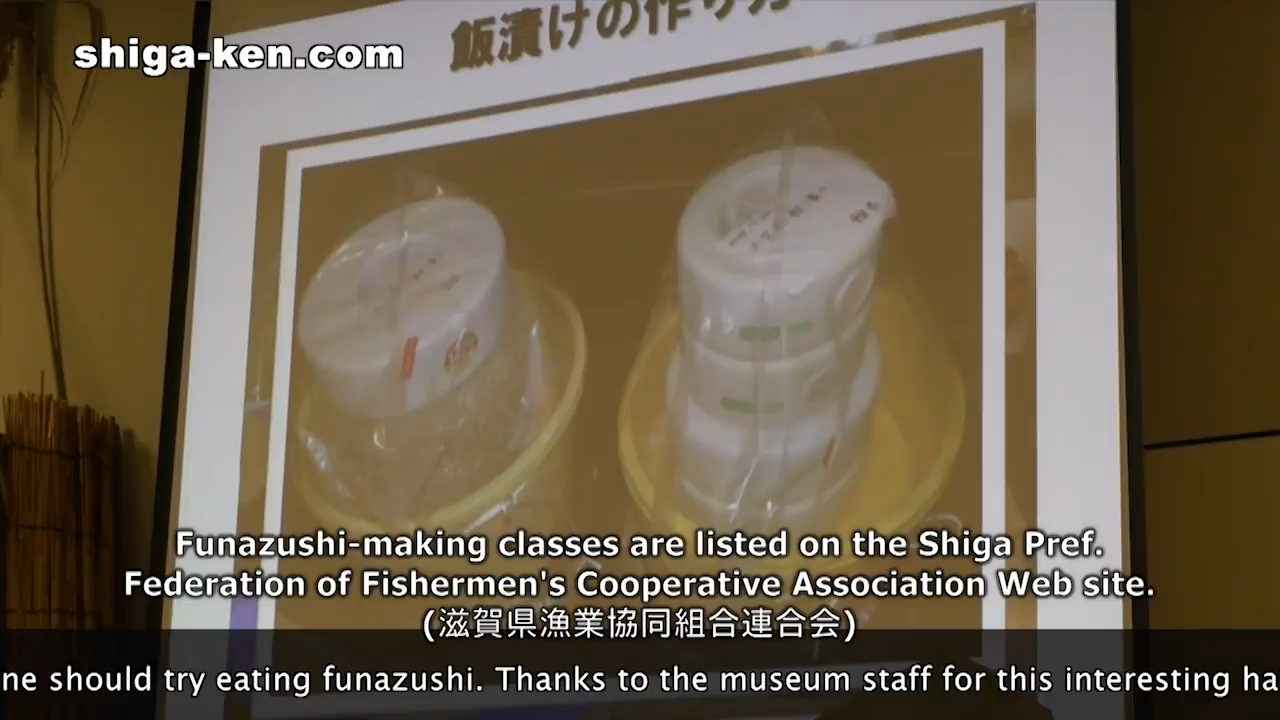 shiga-ken.com
飯漬けの作り方
Funazushi-making classes are listed on the Shiga Pref.
Federation of Fishermen's Cooperative Association Web site.
(滋賀県漁業協同組合連合会)
ne should try eating funazushi. Thanks to the museum staff for this interesting ha